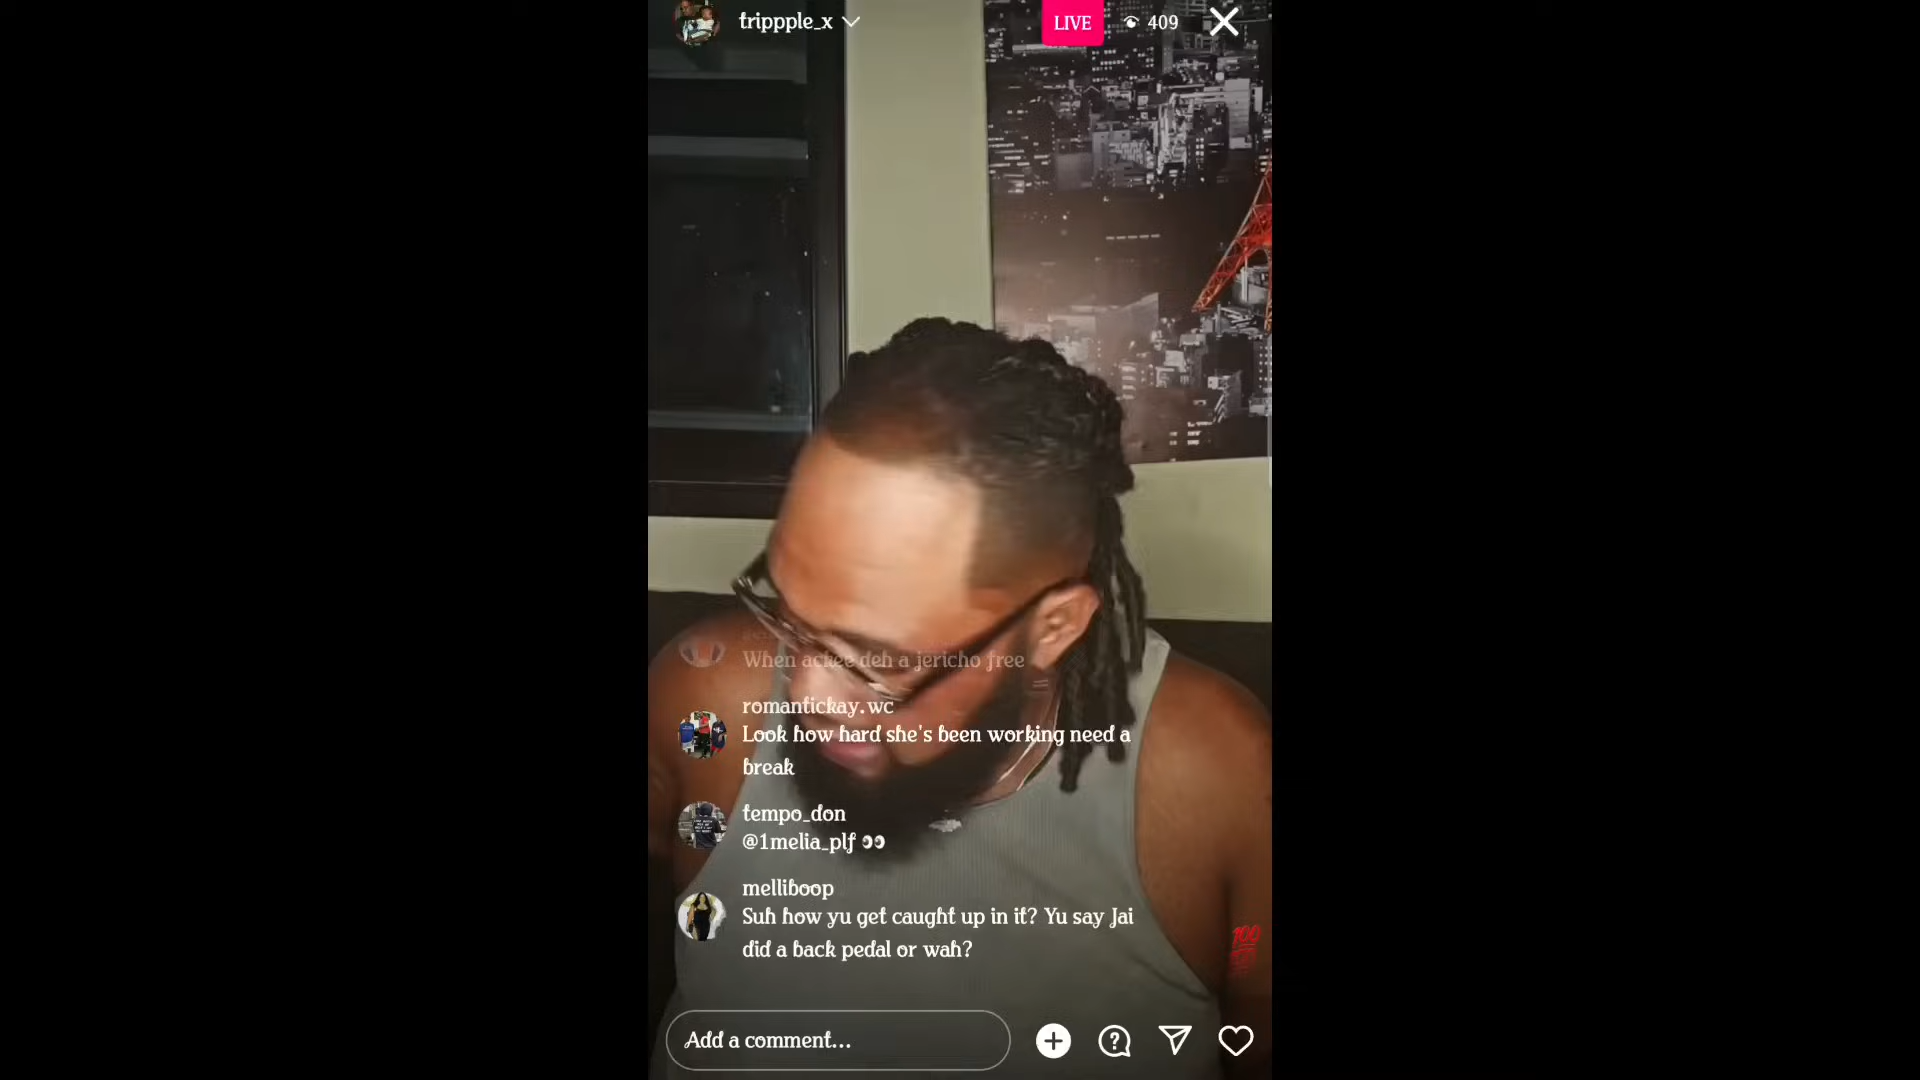 frippple_x
LIVE
409
When ackee deh a jericho free
romantickay.wc
Look how hard she's been working need a
break
tempo_don
@1melia_plf 👀
melliboop
Suh how yu get caught up in it? Yu say Jai
did a back pedal or wah?
💯
Add a comment...